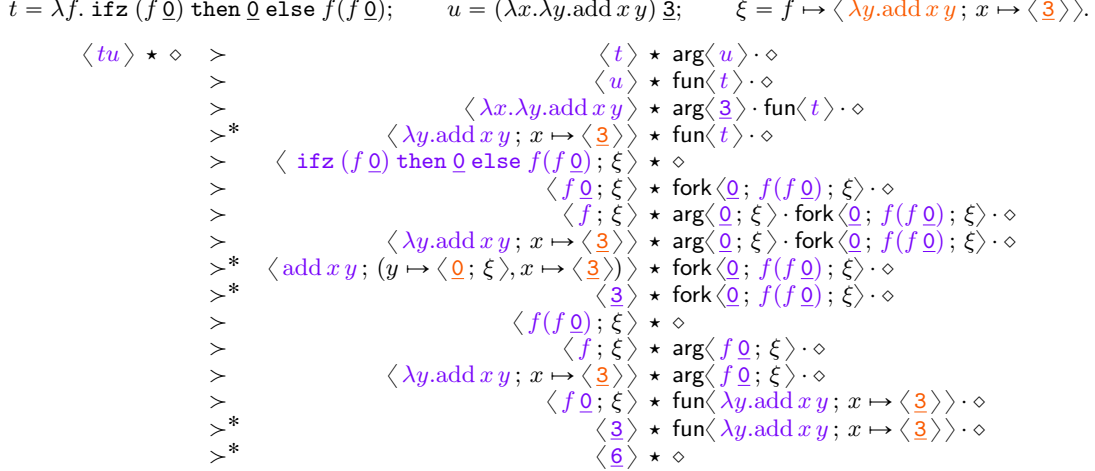 t = λf. ifz (f 0) then 0 else f(f 0); u = (λx.λy.add x y) 3; ξ = f ↦ ⟨ λy.add x y ; x ↦ ⟨ 3 ⟩ ⟩.
⟨ tu ⟩ ⋆ ⋄ ≻ ⟨ t ⟩ ⋆ arg⟨ u ⟩ · ⋄
≻ ⟨ u ⟩ ⋆ fun⟨ t ⟩ · ⋄
≻ ⟨ λx.λy.add x y ⟩ ⋆ arg⟨ 3 ⟩ · fun⟨ t ⟩ · ⋄
≻* ⟨ λy.add x y ; x ↦ ⟨ 3 ⟩ ⟩ ⋆ fun⟨ t ⟩ · ⋄
≻ ⟨ ifz (f 0) then 0 else f(f 0) ; ξ ⟩ ⋆ ⋄
≻ ⟨ f 0 ; ξ ⟩ ⋆ fork⟨ 0 ; f(f 0) ; ξ ⟩ · ⋄
≻ ⟨ f ; ξ ⟩ ⋆ arg⟨ 0 ; ξ ⟩ · fork⟨ 0 ; f(f 0) ; ξ ⟩ · ⋄
≻ ⟨ λy.add x y ; x ↦ ⟨ 3 ⟩ ⟩ ⋆ arg⟨ 0 ; ξ ⟩ · fork⟨ 0 ; f(f 0) ; ξ ⟩ · ⋄
≻* ⟨ add x y ; (y ↦ ⟨ 0 ; ξ ⟩, x ↦ ⟨ 3 ⟩) ⟩ ⋆ fork⟨ 0 ; f(f 0) ; ξ ⟩ · ⋄
≻* ⟨ 3 ⟩ ⋆ fork⟨ 0 ; f(f 0) ; ξ ⟩ · ⋄
≻ ⟨ f(f 0) ; ξ ⟩ ⋆ ⋄
≻ ⟨ f ; ξ ⟩ ⋆ arg⟨ f 0 ; ξ ⟩ · ⋄
≻ ⟨ λy.add x y ; x ↦ ⟨ 3 ⟩ ⟩ ⋆ arg⟨ f 0 ; ξ ⟩ · ⋄
≻ ⟨ f 0 ; ξ ⟩ ⋆ fun⟨ λy.add x y ; x ↦ ⟨ 3 ⟩ ⟩ · ⋄
≻* ⟨ 3 ⟩ ⋆ fun⟨ λy.add x y ; x ↦ ⟨ 3 ⟩ ⟩ · ⋄
≻* ⟨ 6 ⟩ ⋆ ⋄